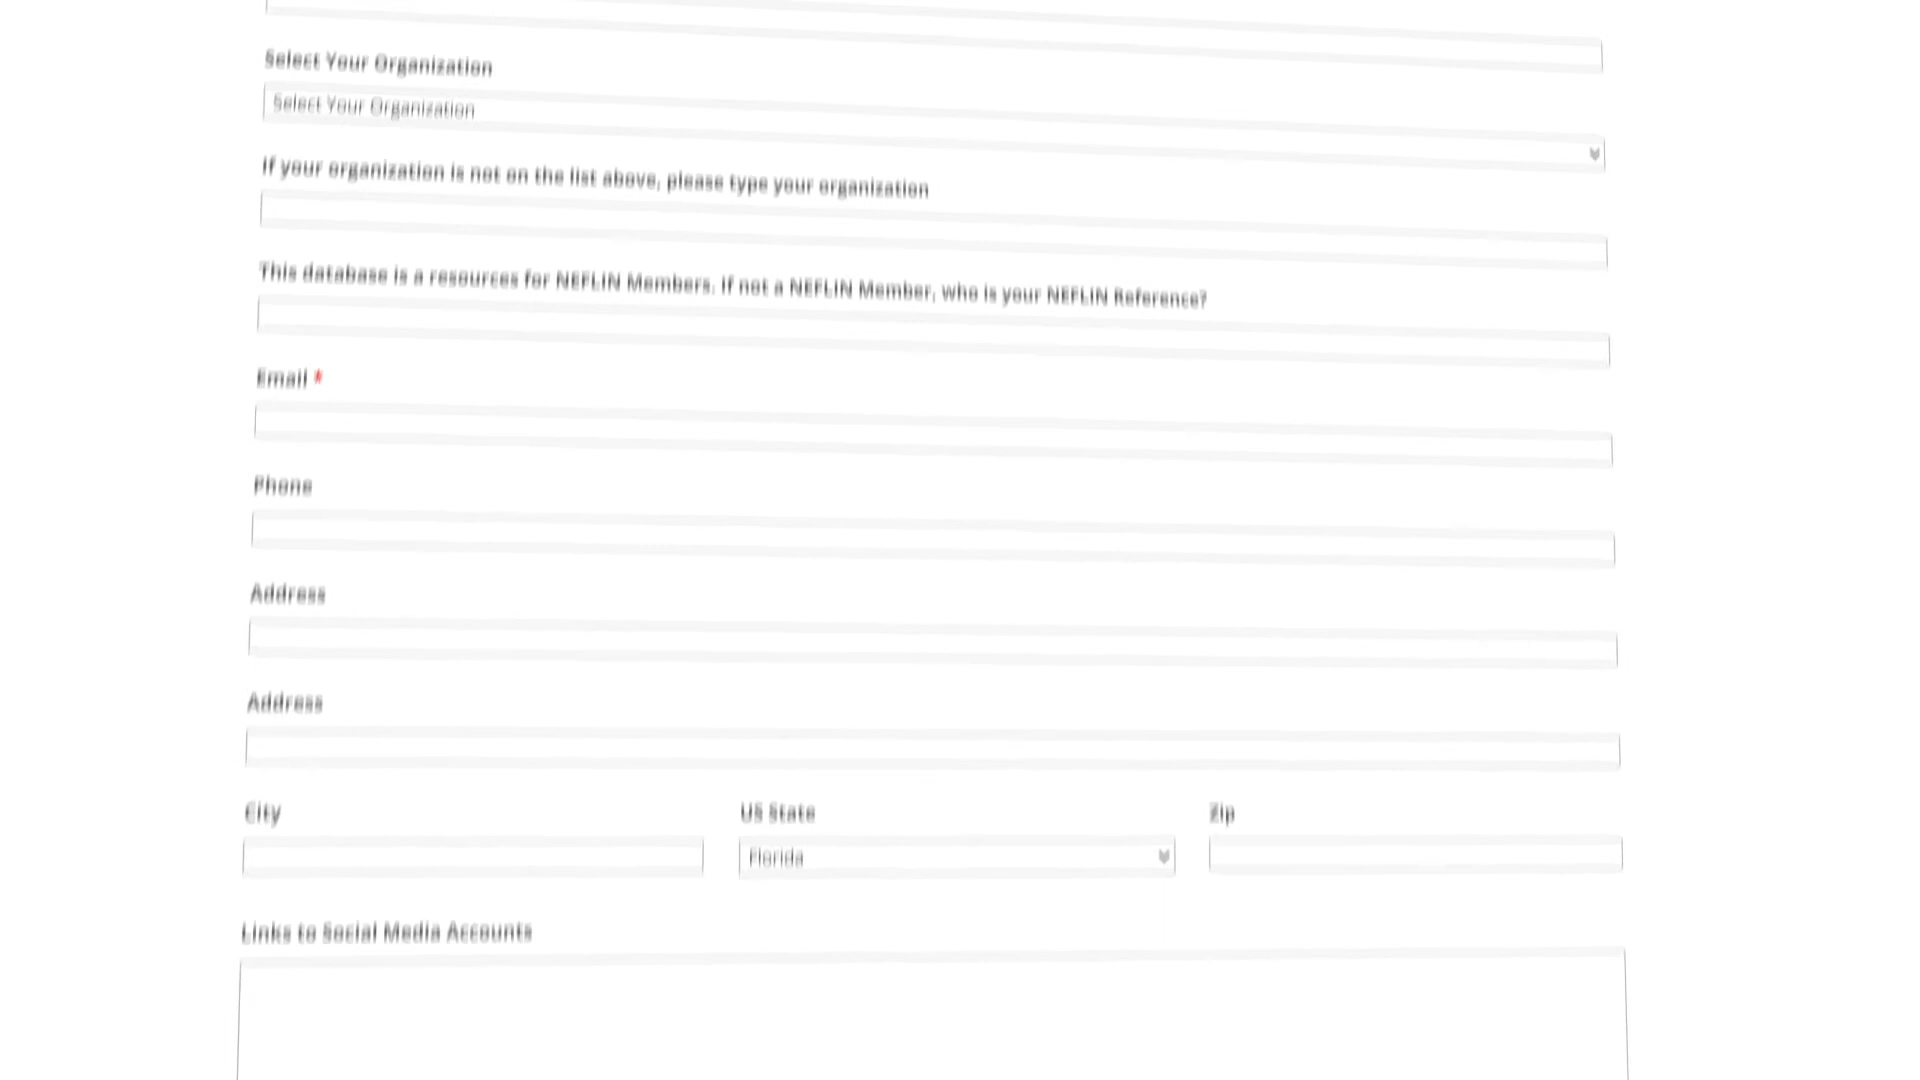 Select Your Organization
Select Your Organization
If your organization is not on the list above, please type your organization
This database is a resources for NEFLIN Members. If not a NEFLIN Member, who is your NEFLIN Reference?
Email *
Phone
Address
Address
City US State Zip
Florida
Links to Social Media Accounts